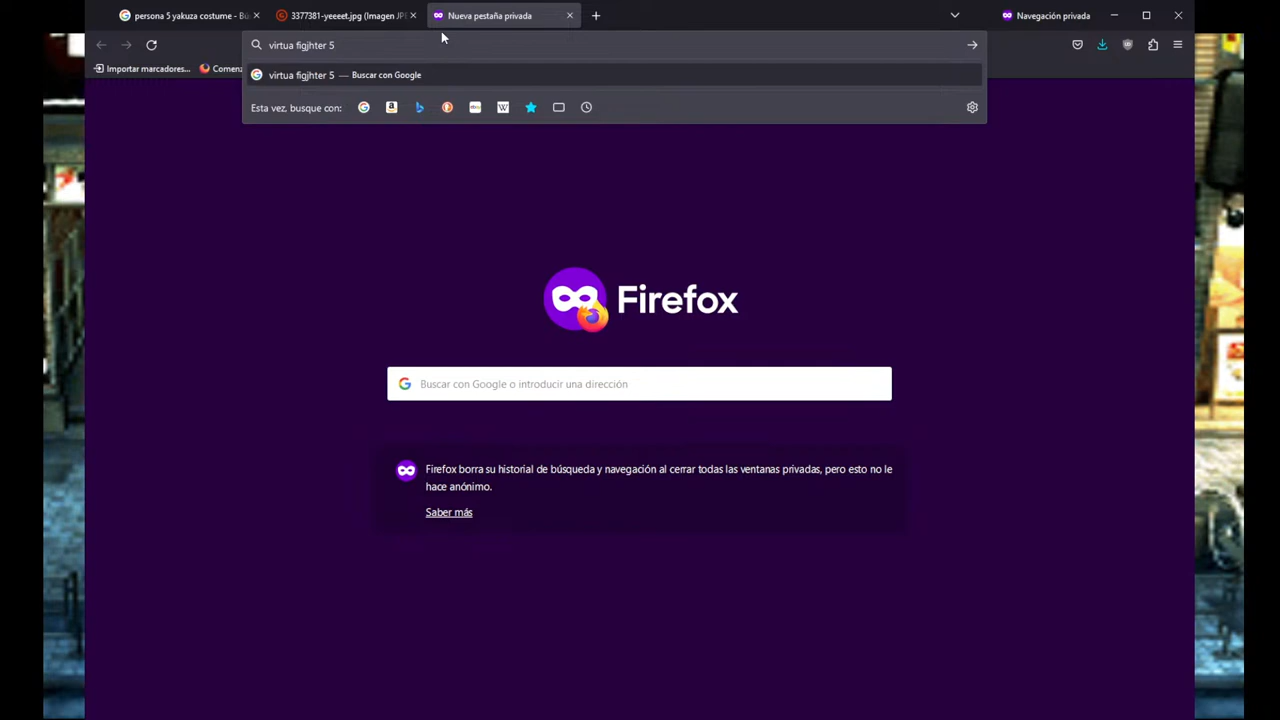 persona 5 yakuza costume - Bú
3377381-yeeeet.jpg (Imagen JPE
Nueva pestaña privada
Navegación privada
virtua figjhter 5
Importar marcadores...
Comenz
virtua figjhter 5 — Buscar con Google
Esta vez, busque con:
Firefox
Buscar con Google o introducir una dirección
Firefox borra su historial de búsqueda y navegación al cerrar todas las ventanas privadas, pero esto no le
hace anónimo.
Saber más